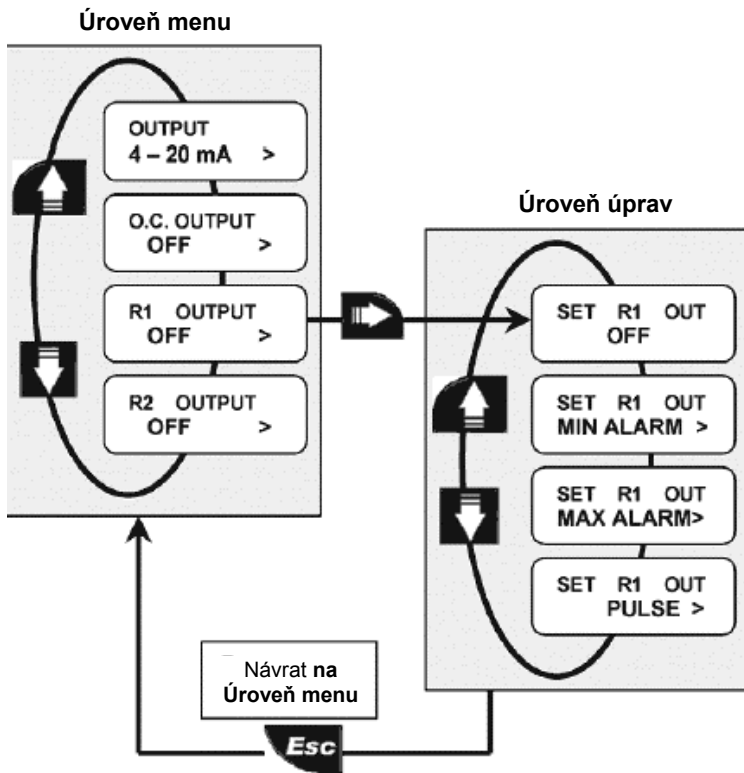 Úroveň menu
OUTPUT
4 – 20 mA >
O.C. OUTPUT
OFF >
R1 OUTPUT
OFF >
R2 OUTPUT
OFF >
Úroveň úprav
SET R1 OUT
OFF
SET R1 OUT
MIN ALARM >
SET R1 OUT
MAX ALARM>
SET R1 OUT
PULSE >
Návrat na
Úroveň menu
Esc